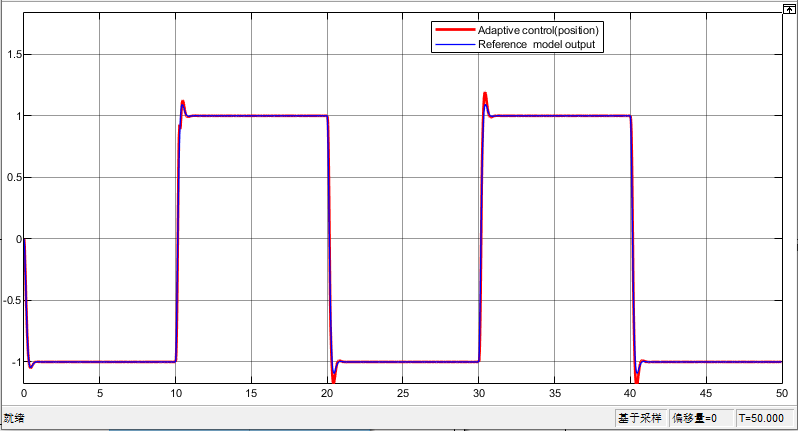 Adaptive control(position)
Reference model output
1.5
1
0.5
0
-0.5
-1
0 5 10 15 20 25 30 35 40 45 50
就绪 基于采样 偏移量=0 T=50.000